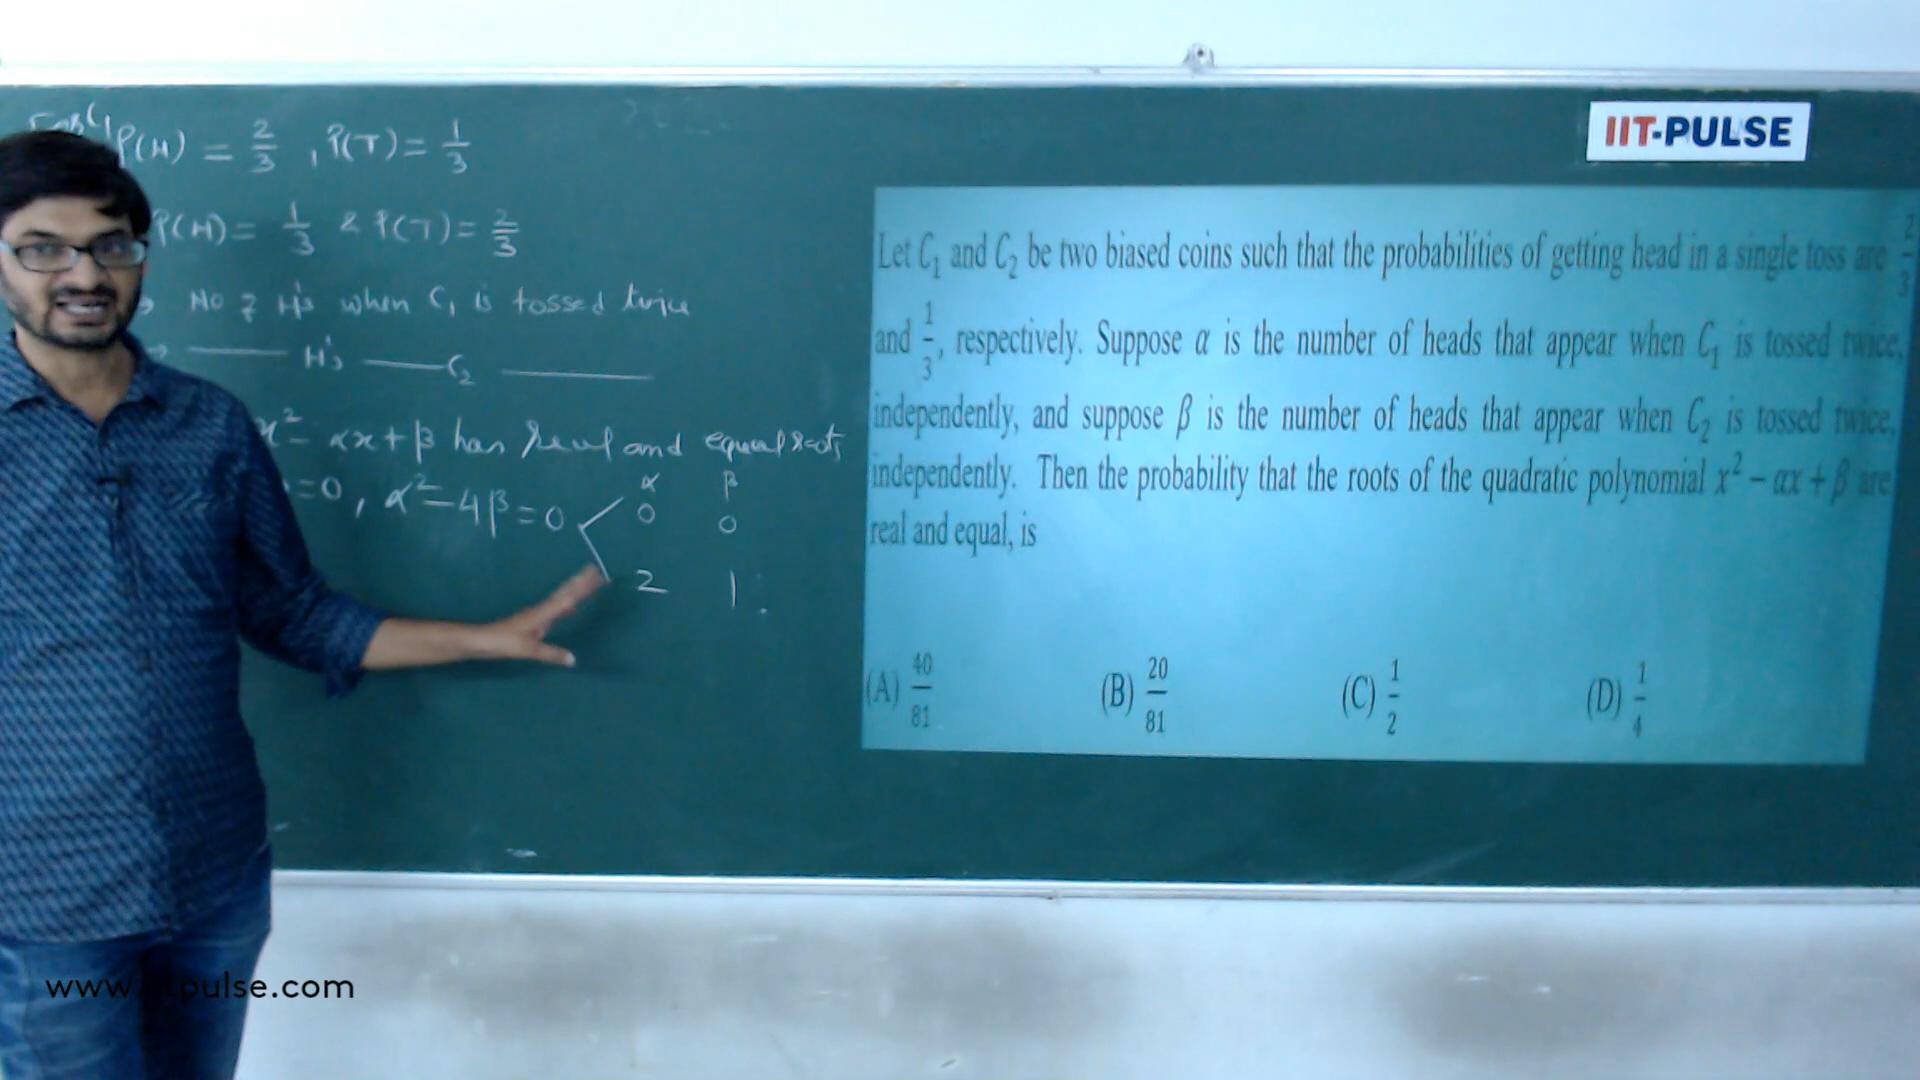 P(H) = 2/3 , P(T) = 1/3
P(H) = 1/3 & P(T) = 2/3
→ No of H's when C₁ is tossed twice
→ —— H's —— C₂ ——
x² - αx + β has real and equal roots
=0 , α² - 4β = 0
α β
0 0
2 1
IIT-PULSE
Let C₁ and C₂ be two biased coins such that the probabilities of getting head in a single toss are 2/3
and 1/3, respectively. Suppose α is the number of heads that appear when C₁ is tossed twice,
independently, and suppose β is the number of heads that appear when C₂ is tossed twice,
independently. Then the probability that the roots of the quadratic polynomial x² − αx + β are
real and equal, is
(A) 40/81 (B) 20/81 (C) 1/2 (D) 1/4
www.iitpulse.com